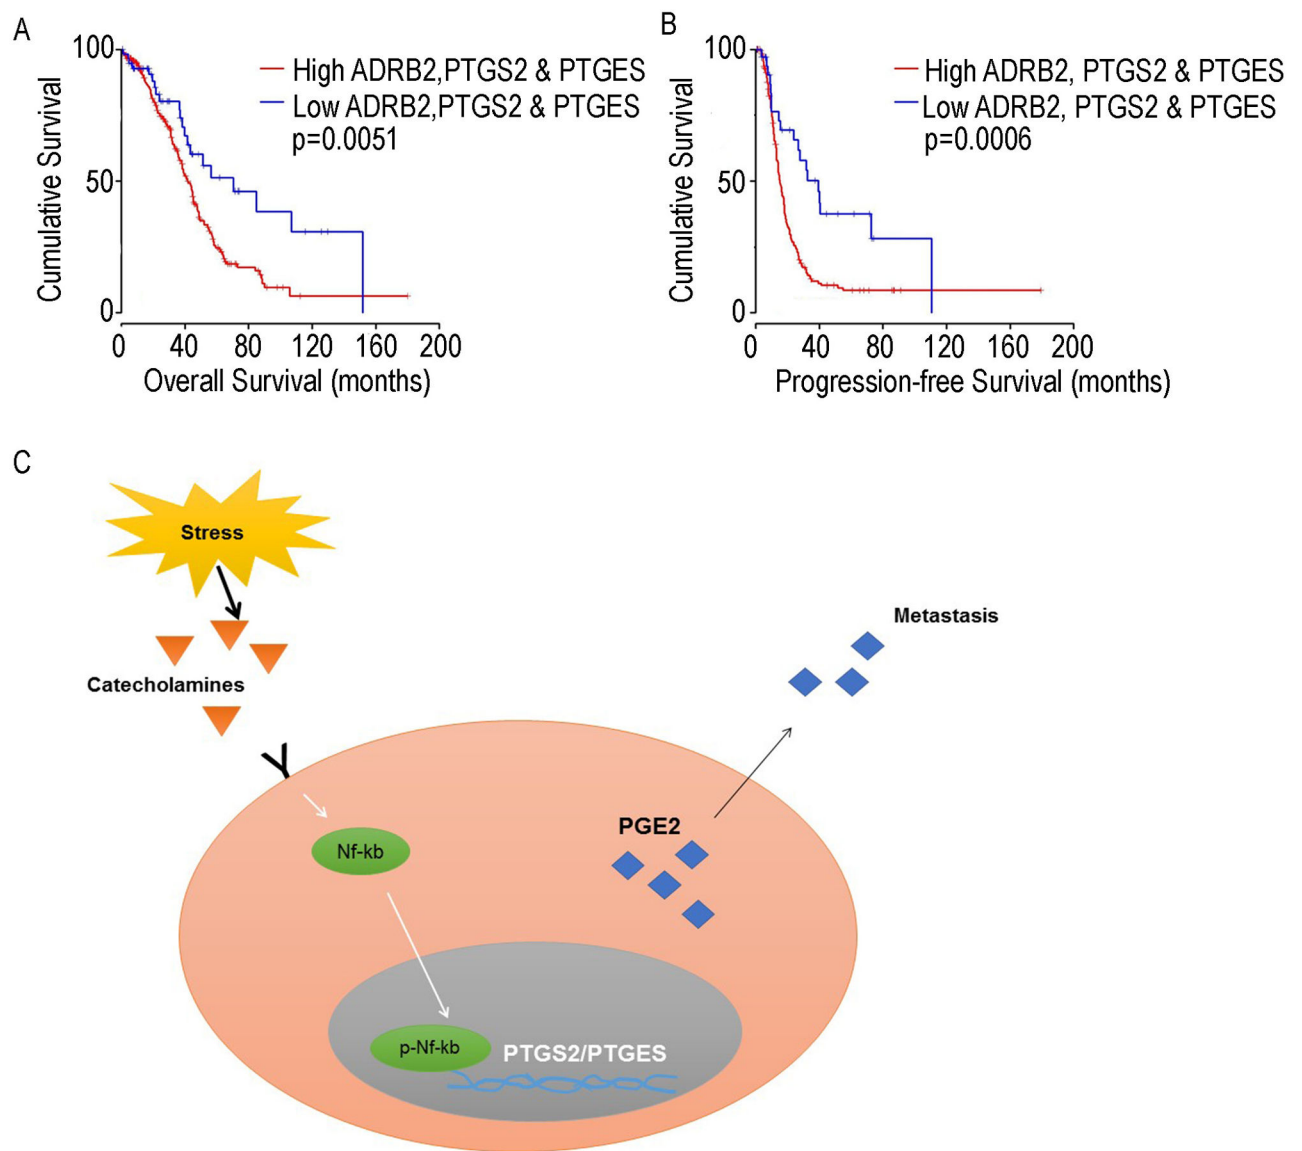 A
100
50
0
Cumulative Survival
High ADRB2,PTGS2 & PTGES
Low ADRB2,PTGS2 & PTGES
p=0.0051
0 40 80 120 160 200
Overall Survival (months)
B
100
50
0
Cumulative Survival
High ADRB2, PTGS2 & PTGES
Low ADRB2, PTGS2 & PTGES
p=0.0006
0 40 80 120 160 200
Progression-free Survival (months)
C
Stress
Catecholamines
Metastasis
PGE2
Nf-kb
p-Nf-kb
PTGS2/PTGES